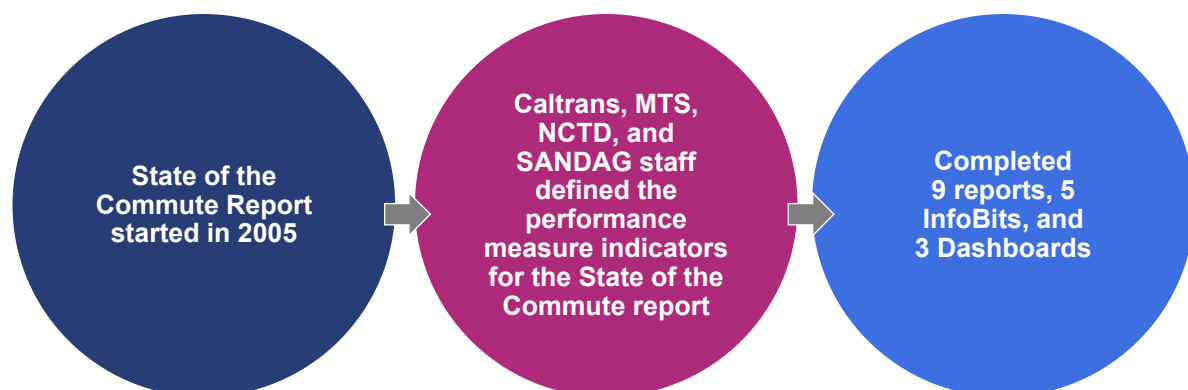 State of the
Commute Report
started in 2005
Caltrans, MTS,
NCTD, and
SANDAG staff
defined the
performance
measure indicators
for the State of the
Commute report
Completed
9 reports, 5
InfoBits, and
3 Dashboards